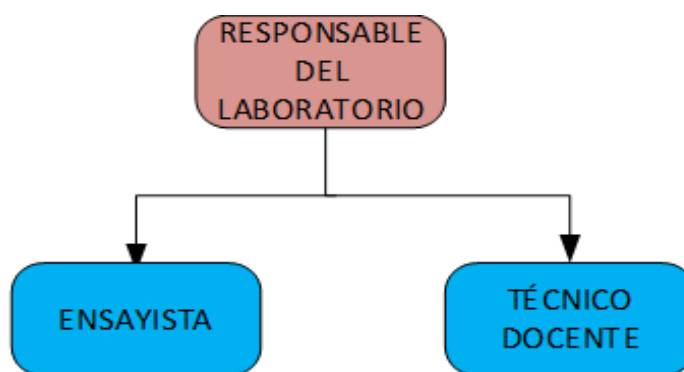 RESPONSABLE
DEL
LABORATORIO
ENSAYISTA
TÉCNICO
DOCENTE